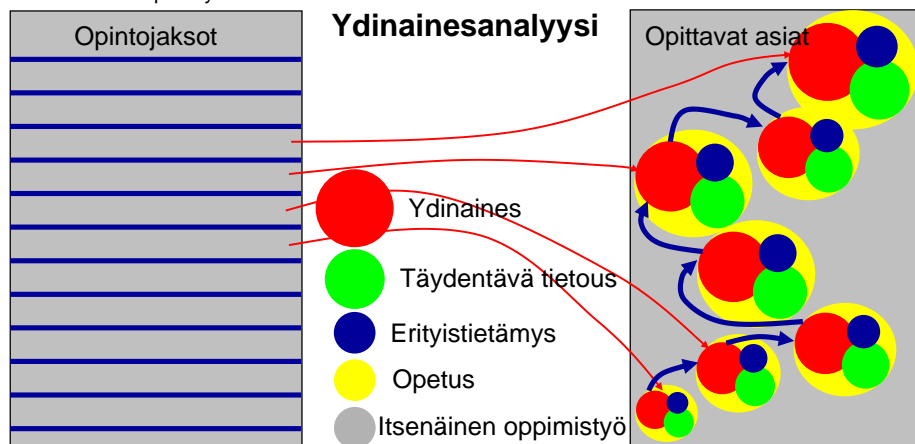 Ydinainesanalyysi
Opintojaksot
Opittavat asiat
Ydinaines
Täydentävä tietous
Erityistietämys
Opetus
Itsenäinen oppimistyö